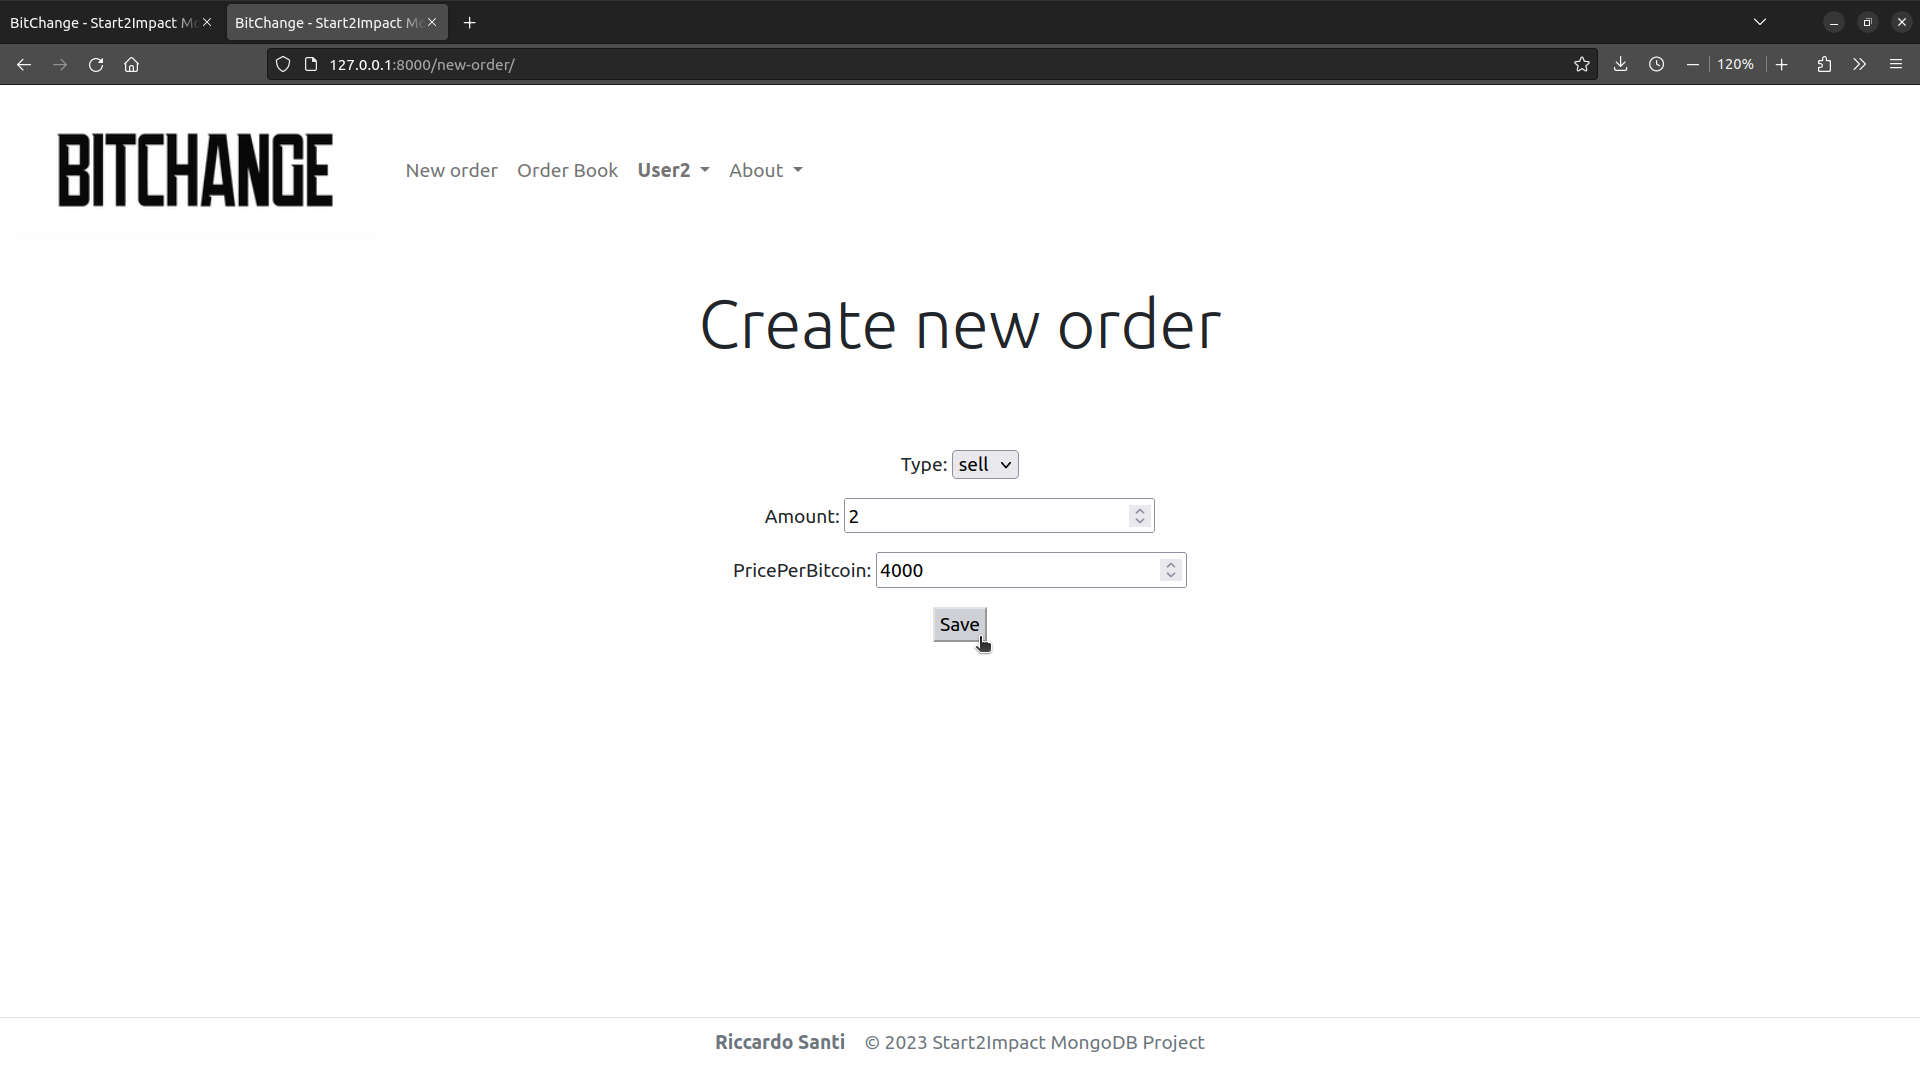 BitChange - Start2Impact M
BitChange - Start2Impact M
127.0.0.1:8000/new-order/
120%
BITCHANGE
New order
Order Book
User2
About
Create new order
Type: sell
Amount: 2
PricePerBitcoin: 4000
Save
Riccardo Santi © 2023 Start2Impact MongoDB Project